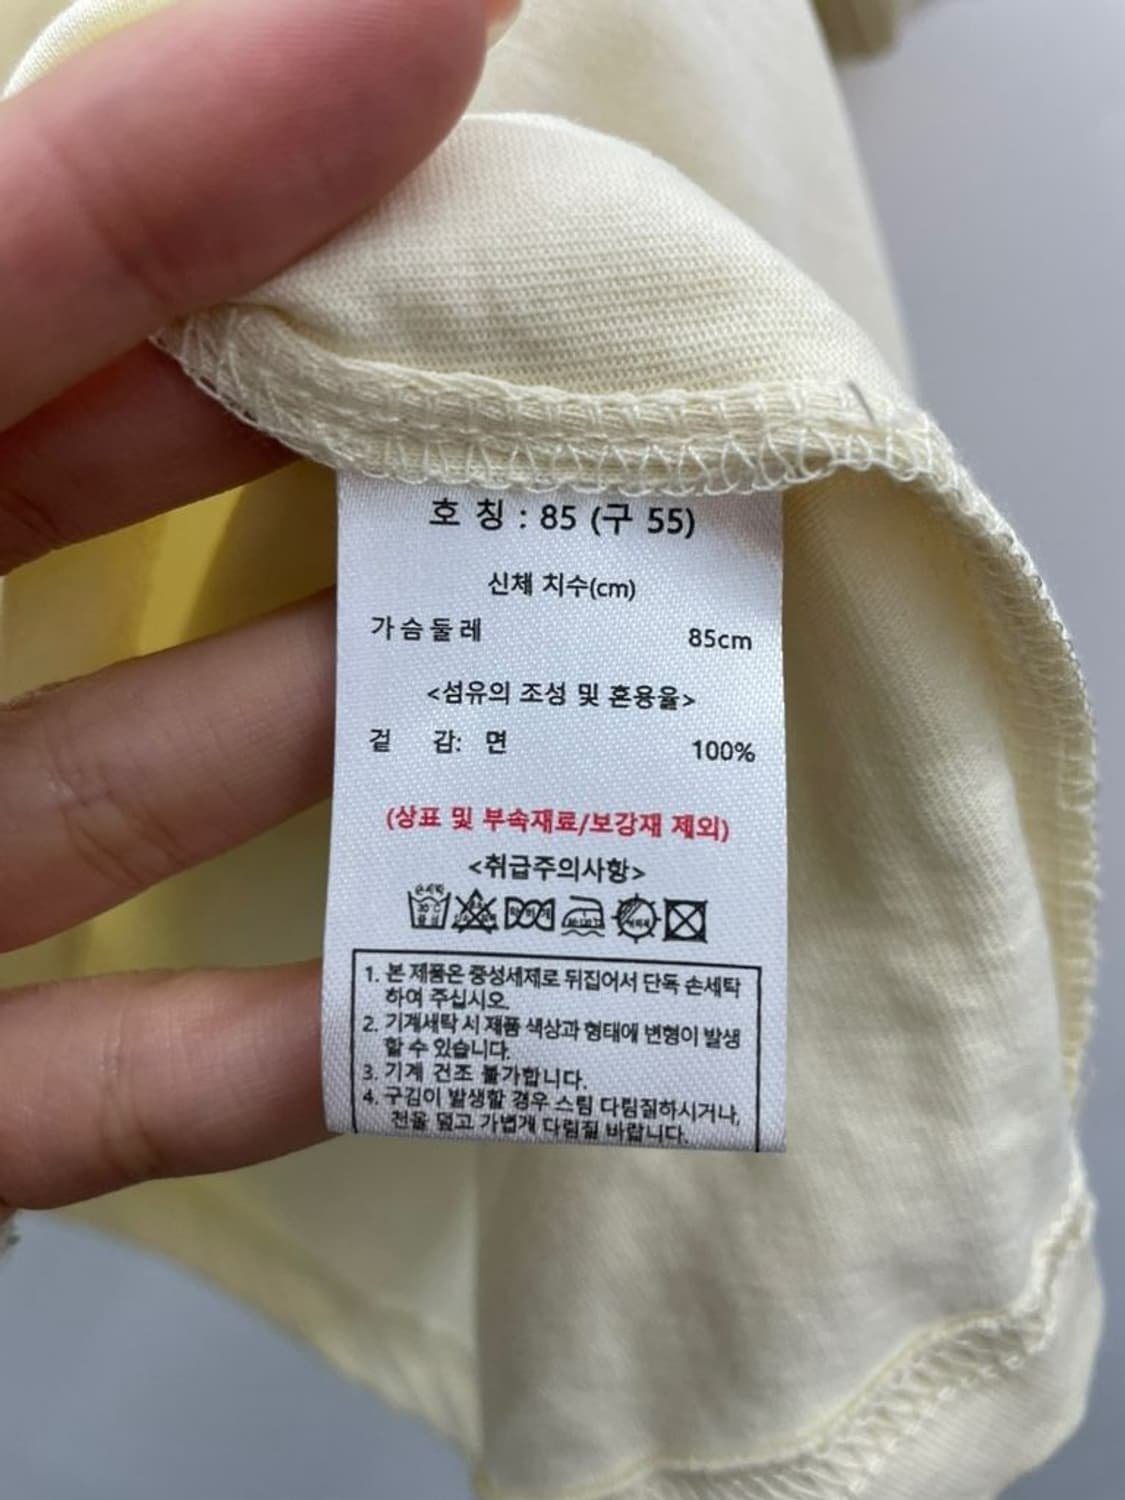 호 칭 : 85 (구 55)
신체 치수(cm)
가슴둘레 85cm
<섬유의 조성 및 혼용율>
겉 감: 면 100%
(상표 및 부속재료/보강재 제외)
<취급주의사항>
1. 본 제품은 중성세제로 뒤집어서 단독 손세탁
하여 주십시오.
2. 기계세탁 시 제품 색상과 형태에 변형이 발생
할 수 있습니다.
3. 기계 건조 불가합니다.
4. 구김이 발생할 경우 스팀 다림질하시거나,
천을 덮고 가볍게 다림질 바랍니다.